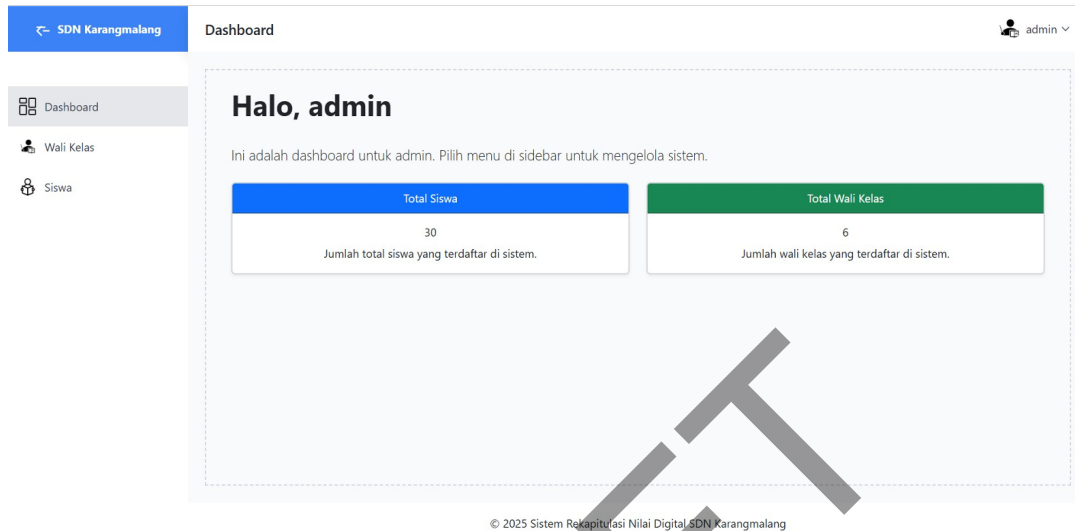 SDN Karangmalang
Dashboard
admin
Dashboard
Wali Kelas
Siswa
Halo, admin
Ini adalah dashboard untuk admin. Pilih menu di sidebar untuk mengelola sistem.
Total Siswa
30
Jumlah total siswa yang terdaftar di sistem.
Total Wali Kelas
6
Jumlah wali kelas yang terdaftar di sistem.
© 2025 Sistem Rekapitulasi Nilai Digital SDN Karangmalang